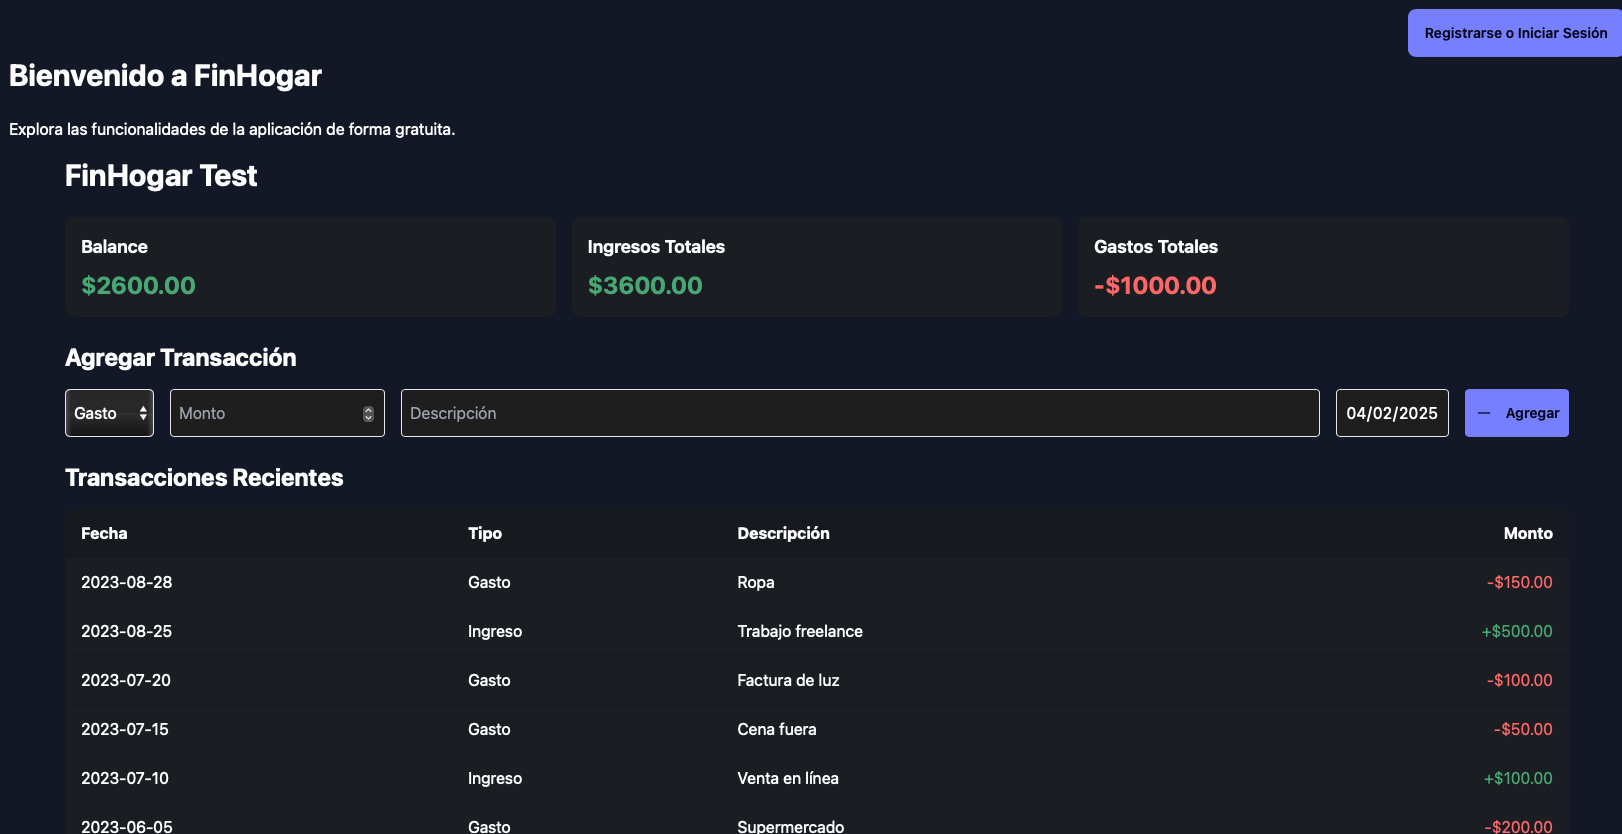 Registrarse o Iniciar Sesión
Bienvenido a FinHogar
Explora las funcionalidades de la aplicación de forma gratuita.
FinHogar Test
Balance Ingresos Totales Gastos Totales
$2600.00 $3600.00 -$1000.00
Agregar Transacción
Gasto Monto Descripción 04/02/2025 — Agregar
Transacciones Recientes
Fecha Tipo Descripción Monto
2023-08-28 Gasto Ropa -$150.00
2023-08-25 Ingreso Trabajo freelance +$500.00
2023-07-20 Gasto Factura de luz -$100.00
2023-07-15 Gasto Cena fuera -$50.00
2023-07-10 Ingreso Venta en línea +$100.00
2023-06-05 Gasto Supermercado -$200.00